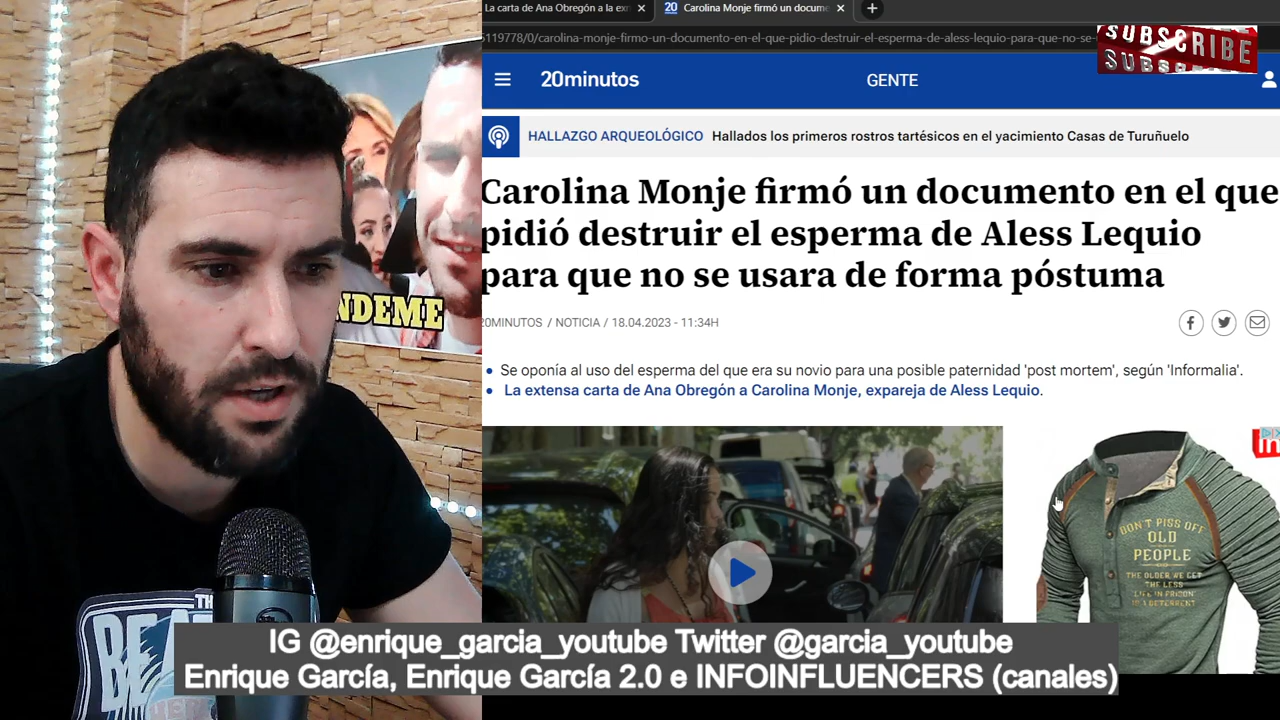 La carta de Ana Obregón a la ex
20 Carolina Monje firmó un docume
5119778/0/carolina-monje-firmo-un-documento-en-el-que-pidio-destruir-el-esperma-de-aless-lequio-para-que-no-se-
SUBSCRIBE
20minutos
GENTE
HALLAZGO ARQUEOLÓGICO Hallados los primeros rostros tartésicos en el yacimiento Casas de Turuñuelo
Carolina Monje firmó un documento en el que
pidió destruir el esperma de Aless Lequio
para que no se usara de forma póstuma
20MINUTOS / NOTICIA / 18.04.2023 - 11:34H
• Se oponía al uso del esperma del que era su novio para una posible paternidad 'post mortem', según 'Informalia'.
• La extensa carta de Ana Obregón a Carolina Monje, expareja de Aless Lequio.
NDEME
DON'T PISS OFF
OLD
PEOPLE
THE OLDER WE GET
THE LESS
LIFE IN PRISON
IS A DETERRENT
THE
BEA
IG @enrique_garcia_youtube Twitter @garcia_youtube
Enrique García, Enrique García 2.0 e INFOINFLUENCERS (canales)